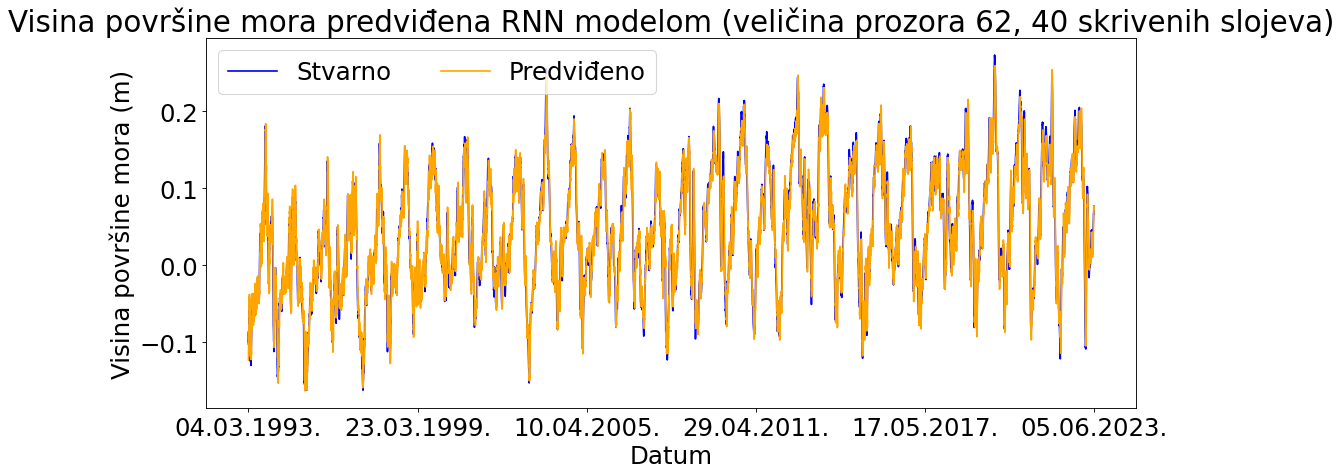 Visina površine mora predviđena RNN modelom (veličina prozora 62, 40 skrivenih slojeva)
Stvarno Predviđeno
Visina površine mora (m)
0.2
0.1
0.0
−0.1
04.03.1993. 23.03.1999. 10.04.2005. 29.04.2011. 17.05.2017. 05.06.2023.
Datum